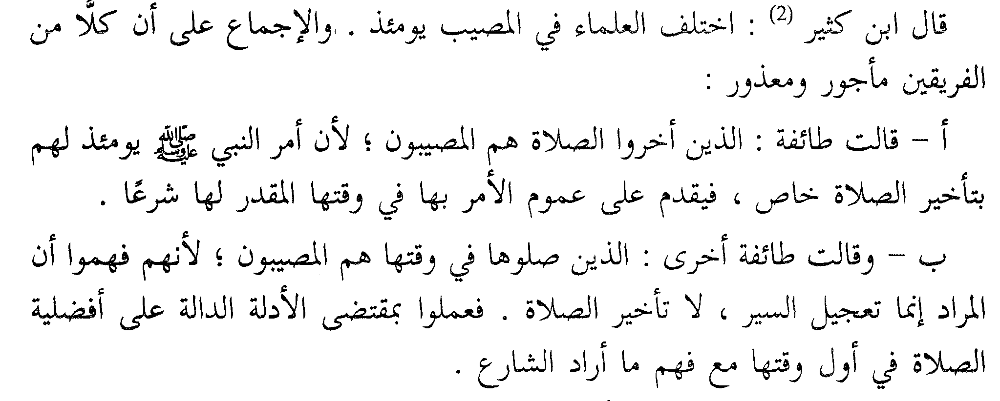 قال ابن كثير (2) : اختلف العلماء في المصيب يومئذ . والإجماع على أن كلًّا من
الفريقين مأجور ومعذور :
أ – قالت طائفة : الذين أخروا الصلاة هم المصيبون ؛ لأن أمر النبي ﷺ يومئذ لهم
بتأخير الصلاة خاص ، فيقدم على عموم الأمر بها في وقتها المقدر لها شرعًا .
ب – وقالت طائفة أخرى : الذين صلوها في وقتها هم المصيبون ؛ لأنهم فهموا أن
المراد إنما تعجيل السير ، لا تأخير الصلاة . فعملوا بمقتضى الأدلة الدالة على أفضلية
الصلاة في أول وقتها مع فهم ما أراد الشارع .